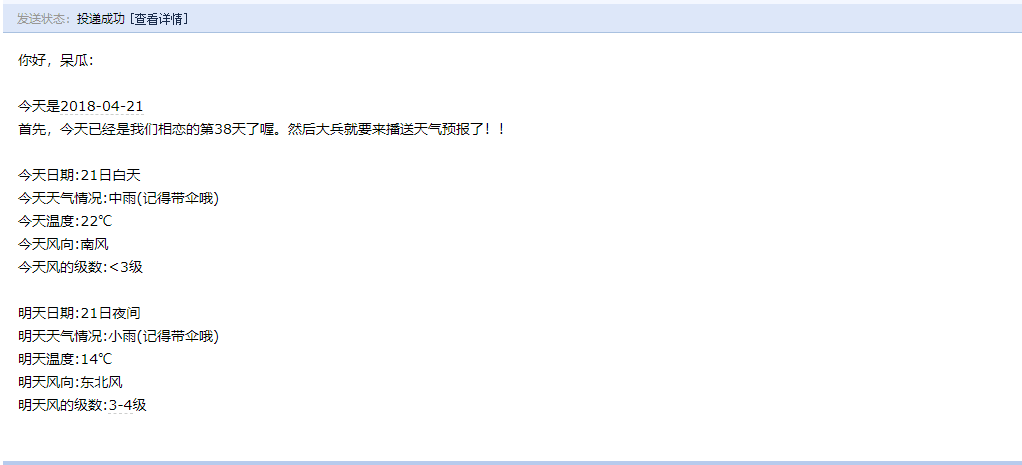 发送状态：投递成功 [查看详情]
你好，呆瓜：
今天是2018-04-21
首先，今天已经是我们相恋的第38天了喔。然后大兵就要来播送天气预报了！！
今天日期:21日白天
今天天气情况:中雨(记得带伞哦)
今天温度:22℃
今天风向:南风
今天风的级数:<3级
明天日期:21日夜间
明天天气情况:小雨(记得带伞哦)
明天温度:14℃
明天风向:东北风
明天风的级数:3-4级